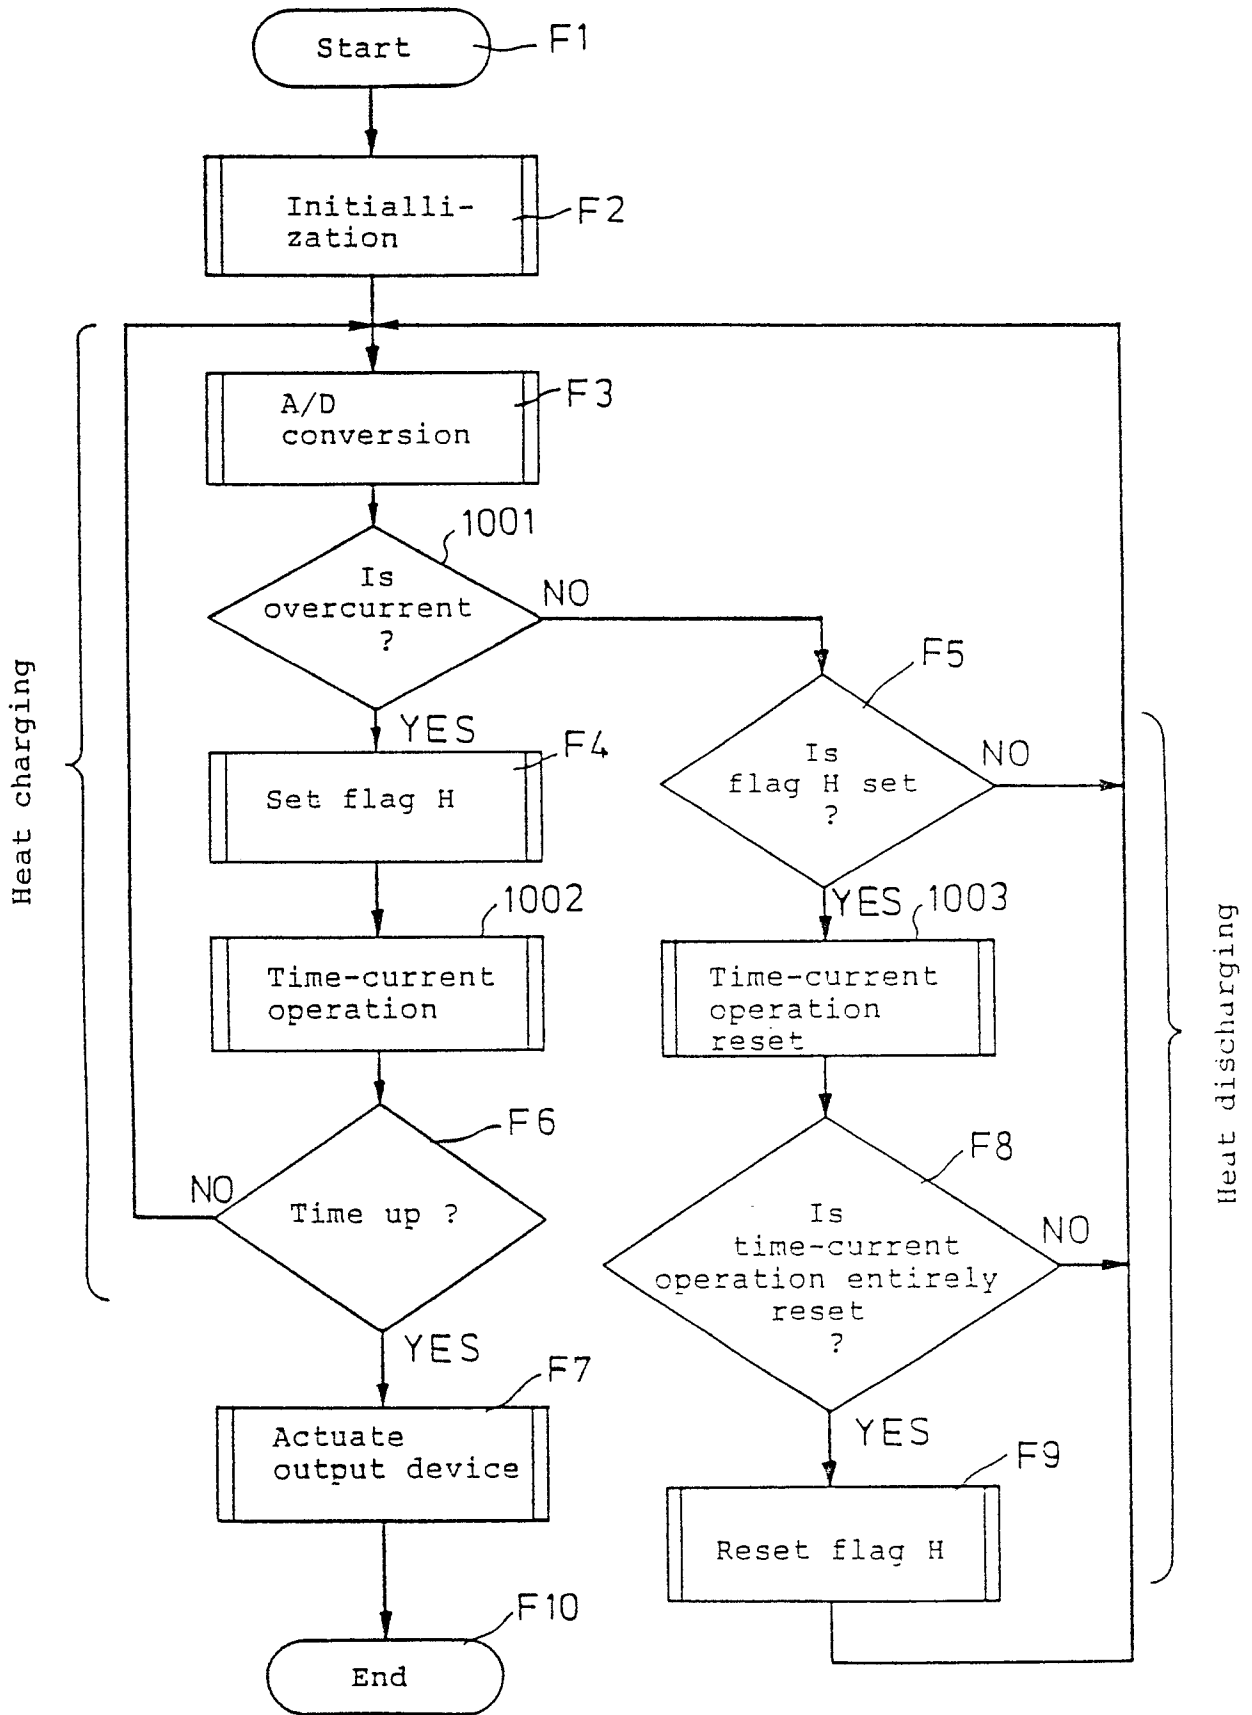 Start
F1
Initialli-
zation
F2
A/D
conversion
F3
1001
Is
overcurrent
?
NO
YES
F4
Set flag H
1002
Time-current
operation
F6
Time up ?
NO
YES
F7
Actuate
output device
F10
End
F5
Is
flag H set
?
NO
YES
1003
Time-current
operation
reset
F8
Is
time-current
operation entirely
reset
?
NO
YES
F9
Reset flag H
Heat charging
Heat discharging